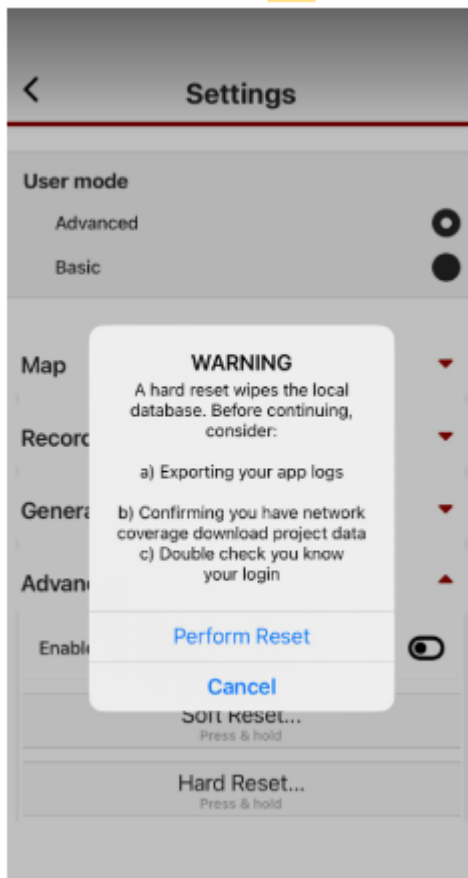 Settings
User mode
Advanced
Basic
Map
WARNING
A hard reset wipes the local
database. Before continuing,
consider:
a) Exporting your app logs
b) Confirming you have network
coverage download project data
c) Double check you know
your login
Perform Reset
Cancel
Record
Genera
Advan
Enable
Soft Reset...
Press & hold
Hard Reset...
Press & hold